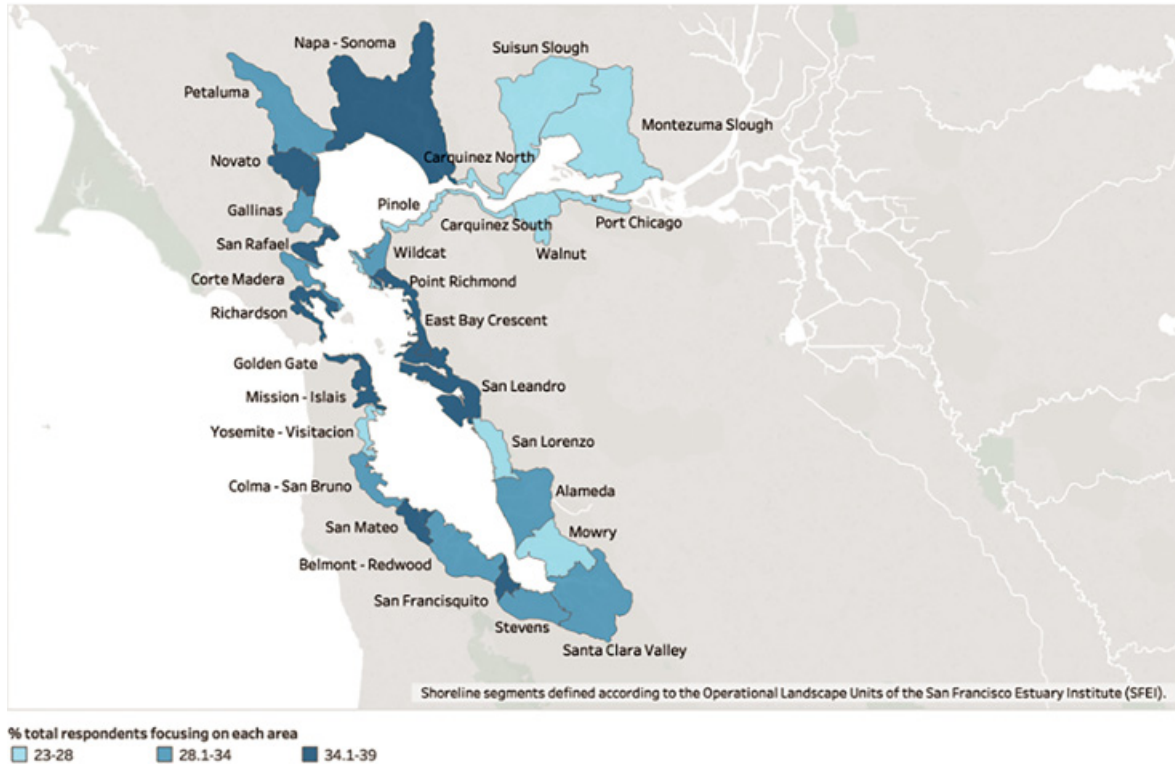 Napa - Sonoma
Suisun Slough
Petaluma
Montezuma Slough
Novato
Carquinez North
Gallinas
Pinole
Carquinez South
Port Chicago
San Rafael
Wildcat
Walnut
Corte Madera
Point Richmond
Richardson
East Bay Crescent
Golden Gate
San Leandro
Mission - Islais
Yosemite - Visitacion
San Lorenzo
Colma - San Bruno
Alameda
San Mateo
Mowry
Belmont - Redwood
San Francisquito
Stevens
Santa Clara Valley
Shoreline segments defined according to the Operational Landscape Units of the San Francisco Estuary Institute (SFEI).
% total respondents focusing on each area
23-28 28.1-34 34.1-39